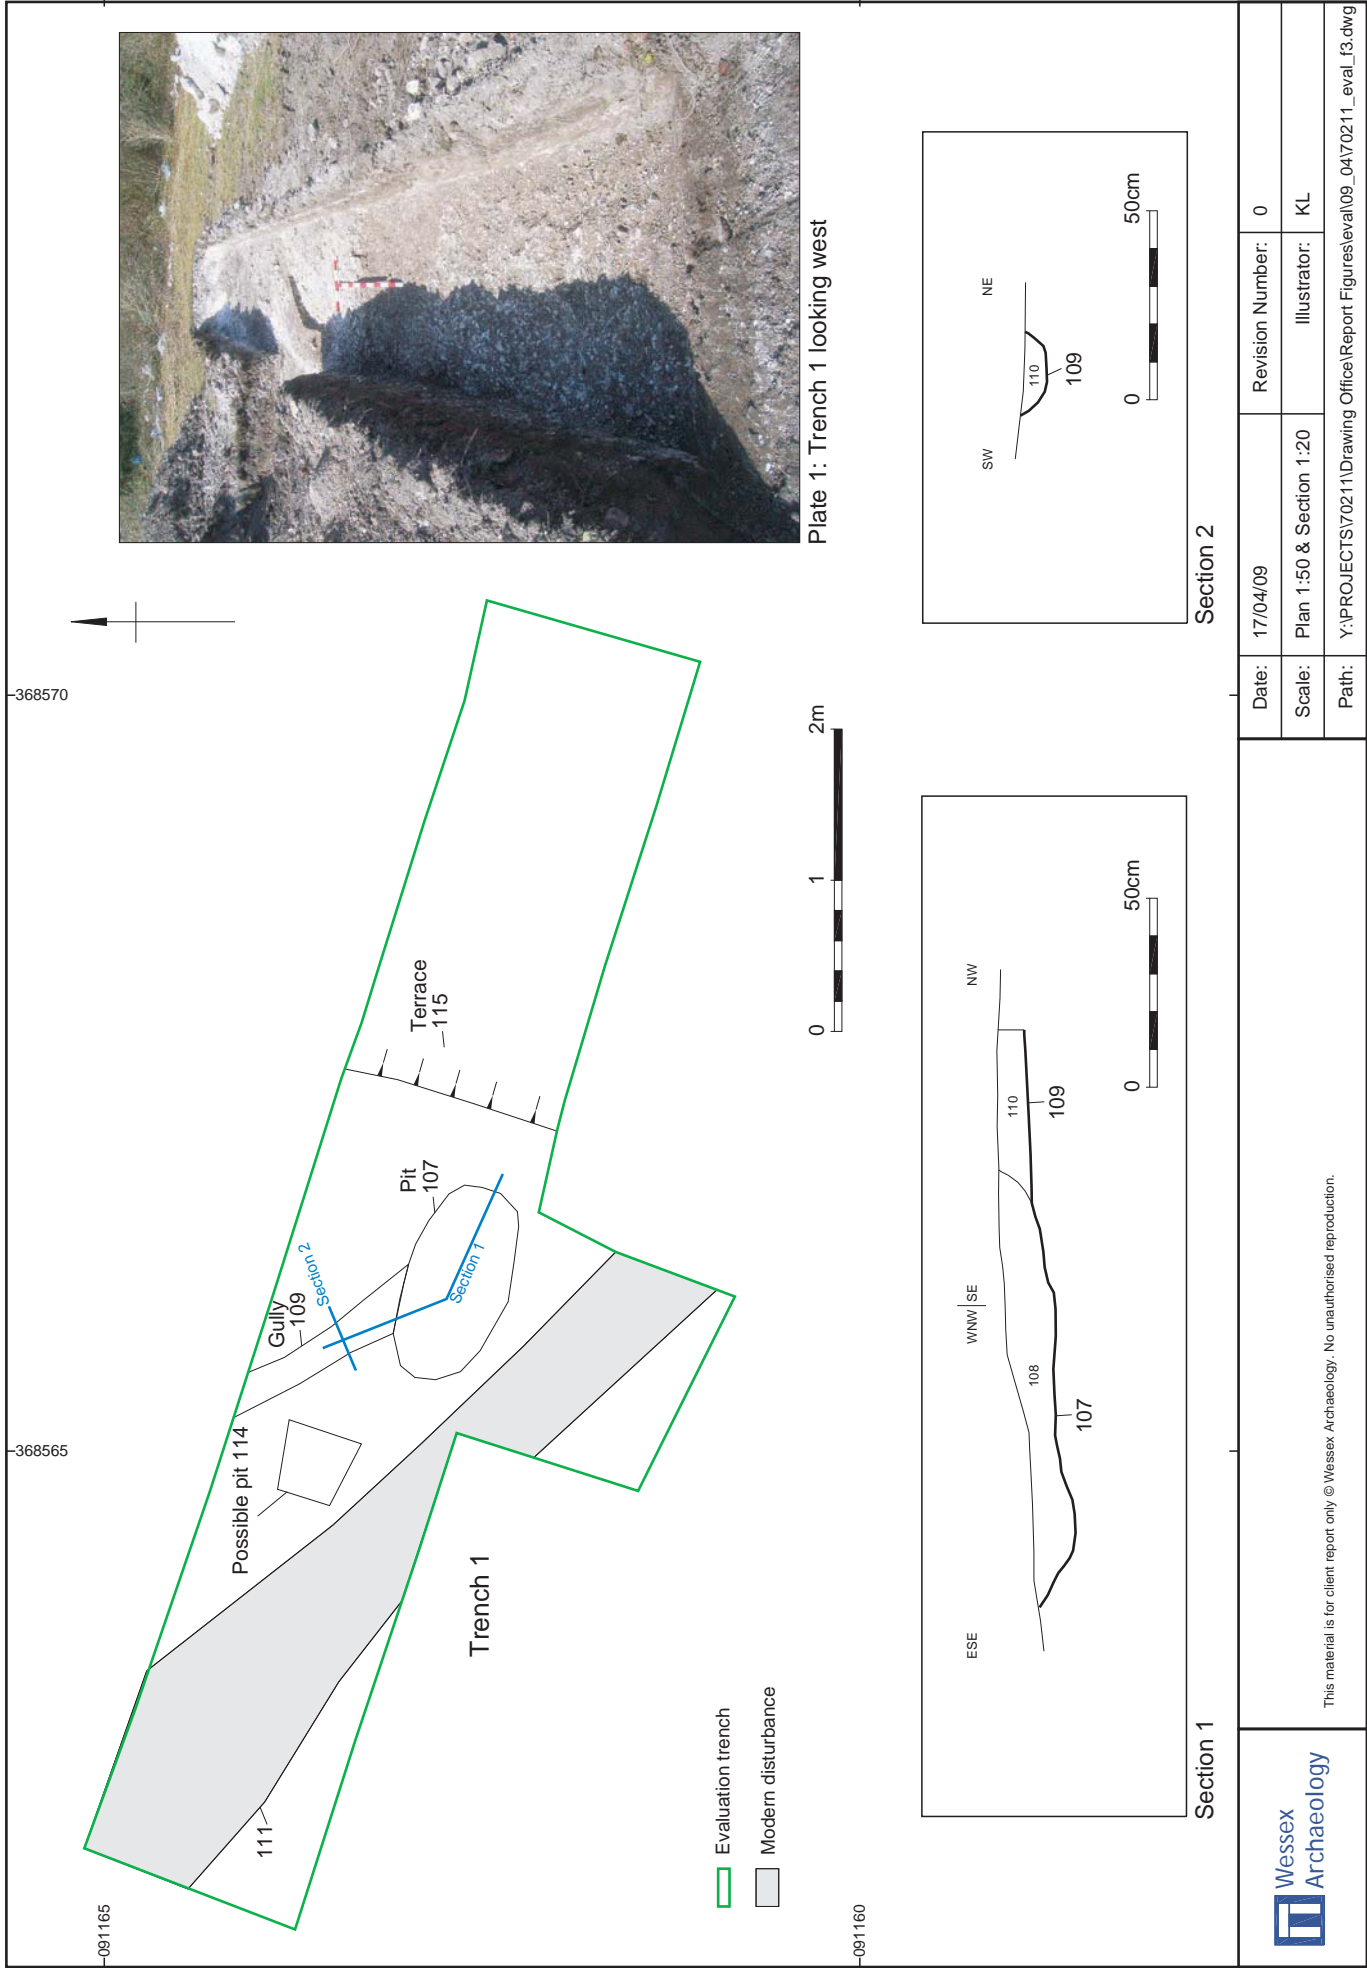 368565
368570
091165
091160
111
Possible pit 114
Gully
109
Section 2
Pit
107
Section 1
Terrace
115
Trench 1
0 1 2m
Evaluation trench
Modern disturbance
Plate 1: Trench 1 looking west
ESE
WNW SE
NW
108
107
110
109
0 50cm
Section 1
SW
NE
110
109
0 50cm
Section 2
Wessex
Archaeology
This material is for client report only © Wessex Archaeology. No unauthorised reproduction.
Date: 17/04/09 Revision Number: 0
Scale: Plan 1:50 & Section 1:20 Illustrator: KL
Path: Y:\PROJECTS\70211\Drawing Office\Report Figures\eval\09_04\70211_eval_f3.dwg